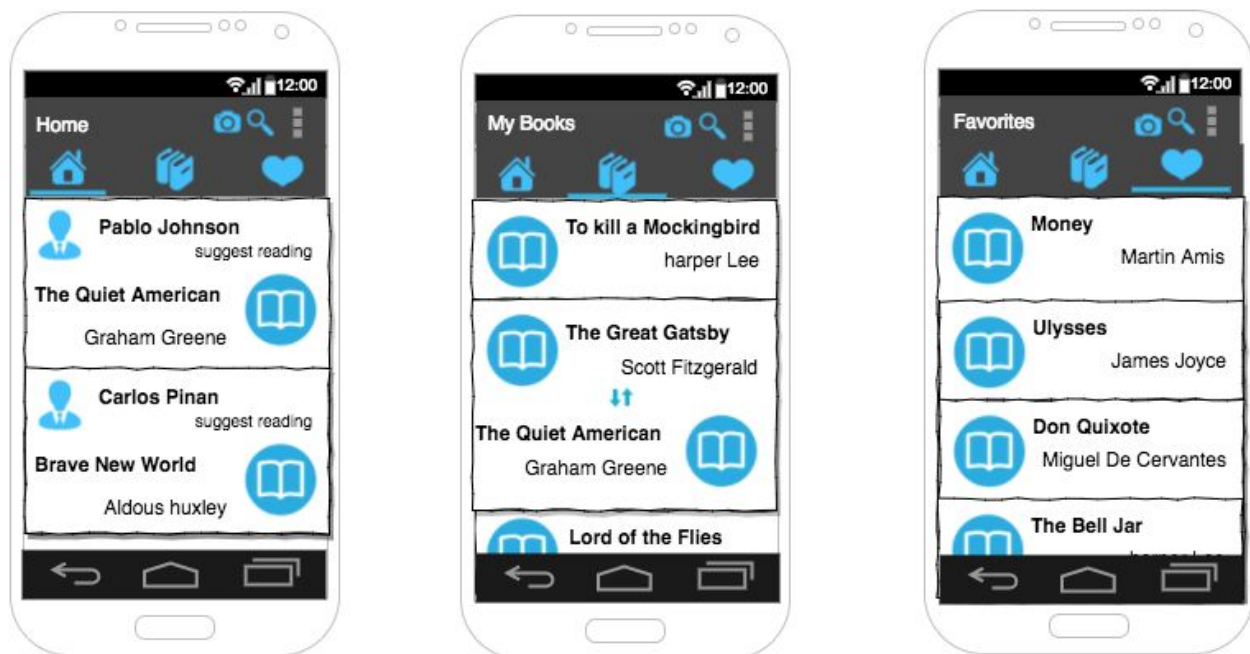 12:00
Home
Pablo Johnson
suggest reading
The Quiet American
Graham Greene
Carlos Pinan
suggest reading
Brave New World
Aldous huxley
12:00
My Books
To kill a Mockingbird
harper Lee
The Great Gatsby
Scott Fitzgerald
The Quiet American
Graham Greene
Lord of the Flies
12:00
Favorites
Money
Martin Amis
Ulysses
James Joyce
Don Quixote
Miguel De Cervantes
The Bell Jar